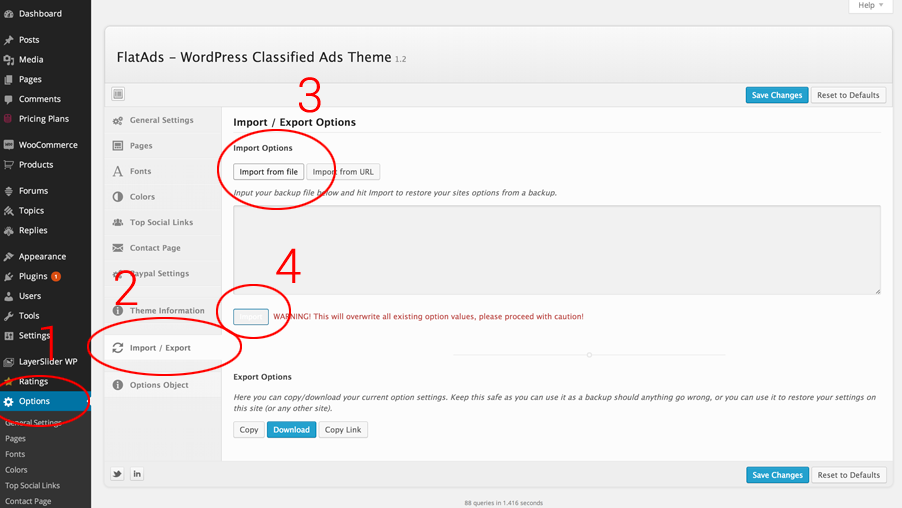 Help
Dashboard
Posts
Media
Pages
Comments
Pricing Plans
WooCommerce
Products
Forums
Topics
Replies
Appearance
Plugins 1
Users
Tools
Settings
LayerSlider WP
Ratings
Options
General Settings
Pages
Fonts
Colors
Top Social Links
Contact Page
1
FlatAds – WordPress Classified Ads Theme 1.2
Save Changes
Reset to Defaults
General Settings
Pages
Fonts
Colors
Top Social Links
Contact Page
Paypal Settings
Theme Information
Import / Export
Options Object
2
3
Import / Export Options
Import Options
Import from file
Import from URL
Input your backup file below and hit Import to restore your sites options from a backup.
4
WARNING! This will overwrite all existing option values, please proceed with caution!
Export Options
Here you can copy/download your current option settings. Keep this safe as you can use it as a backup should anything go wrong, or you can use it to restore your settings on
this site (or any other site).
Copy
Download
Copy Link
Save Changes
Reset to Defaults
88 queries in 1.416 seconds